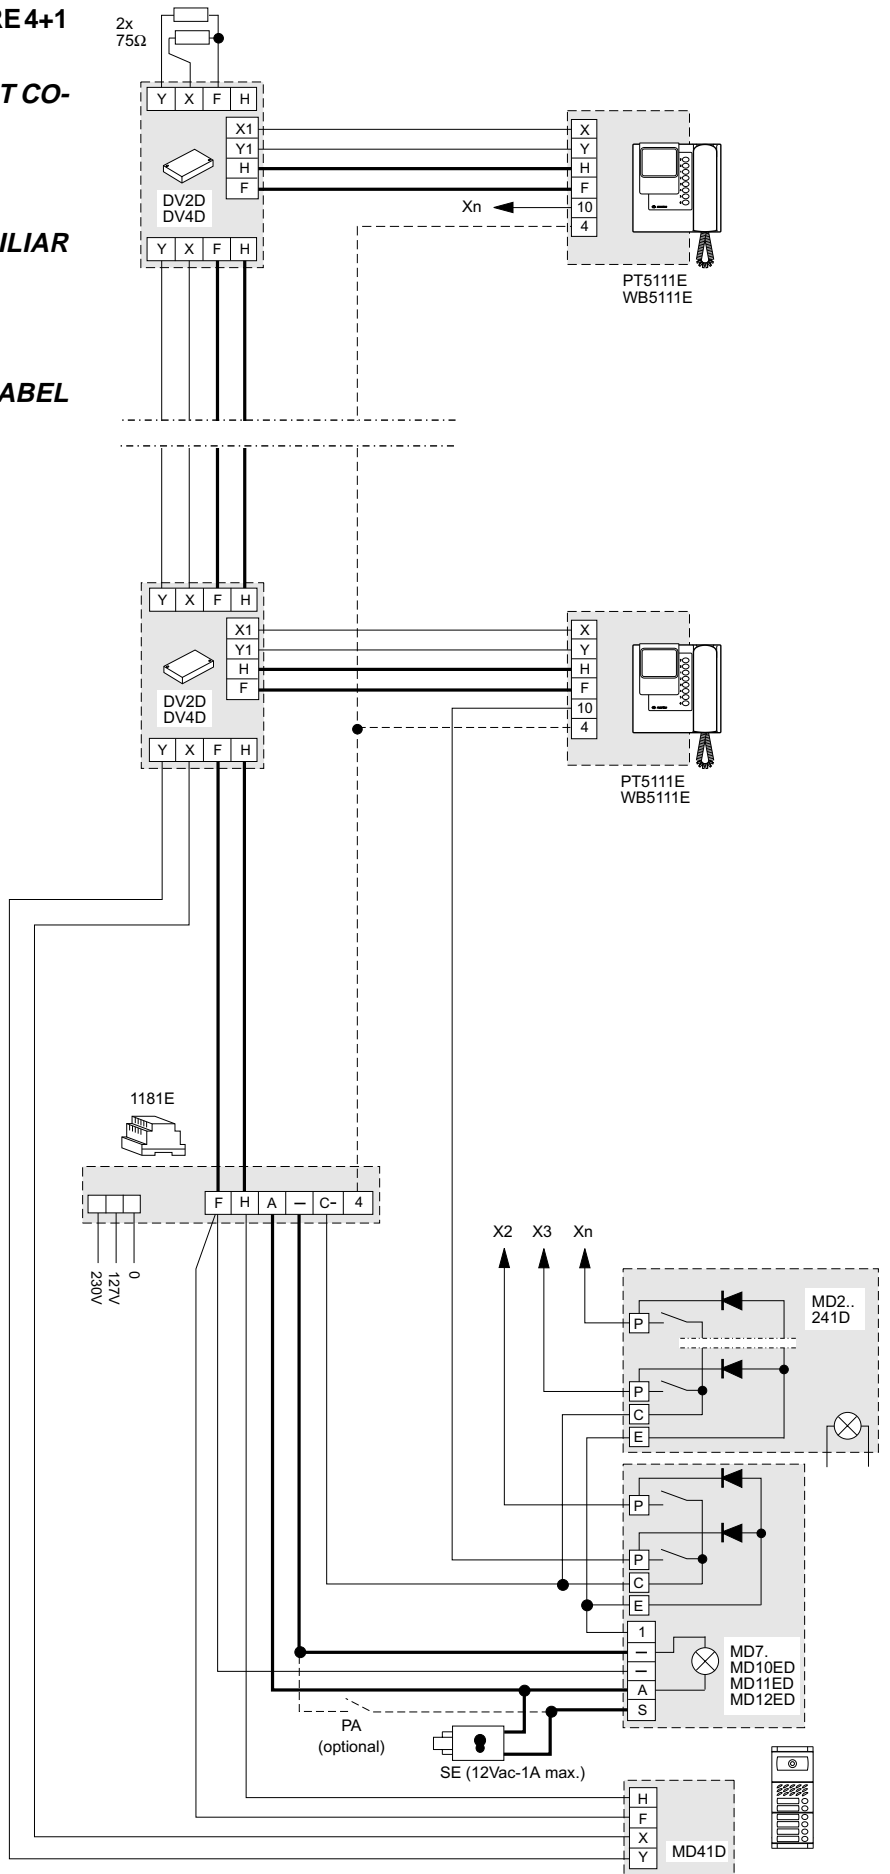 RE 4+1
2x
75Ω
T CO-
Y X F H
X1
Y1
H
F
DV2D
DV4D
Y X F H
X
Y
H
F
10
4
Xn
PT5111E
WB5111E
ILIAR
ABEL
Y X F H
X1
Y1
H
F
DV2D
DV4D
Y X F H
X
Y
H
F
10
4
PT5111E
WB5111E
1181E
F H A – C- 4
230V
127V
0
X2 X3 Xn
P
P
C
E
MD2..
241D
P
P
C
E
1
–
–
A
S
MD7.
MD10ED
MD11ED
MD12ED
PA
(optional)
SE (12Vac-1A max.)
H
F
X
Y
MD41D